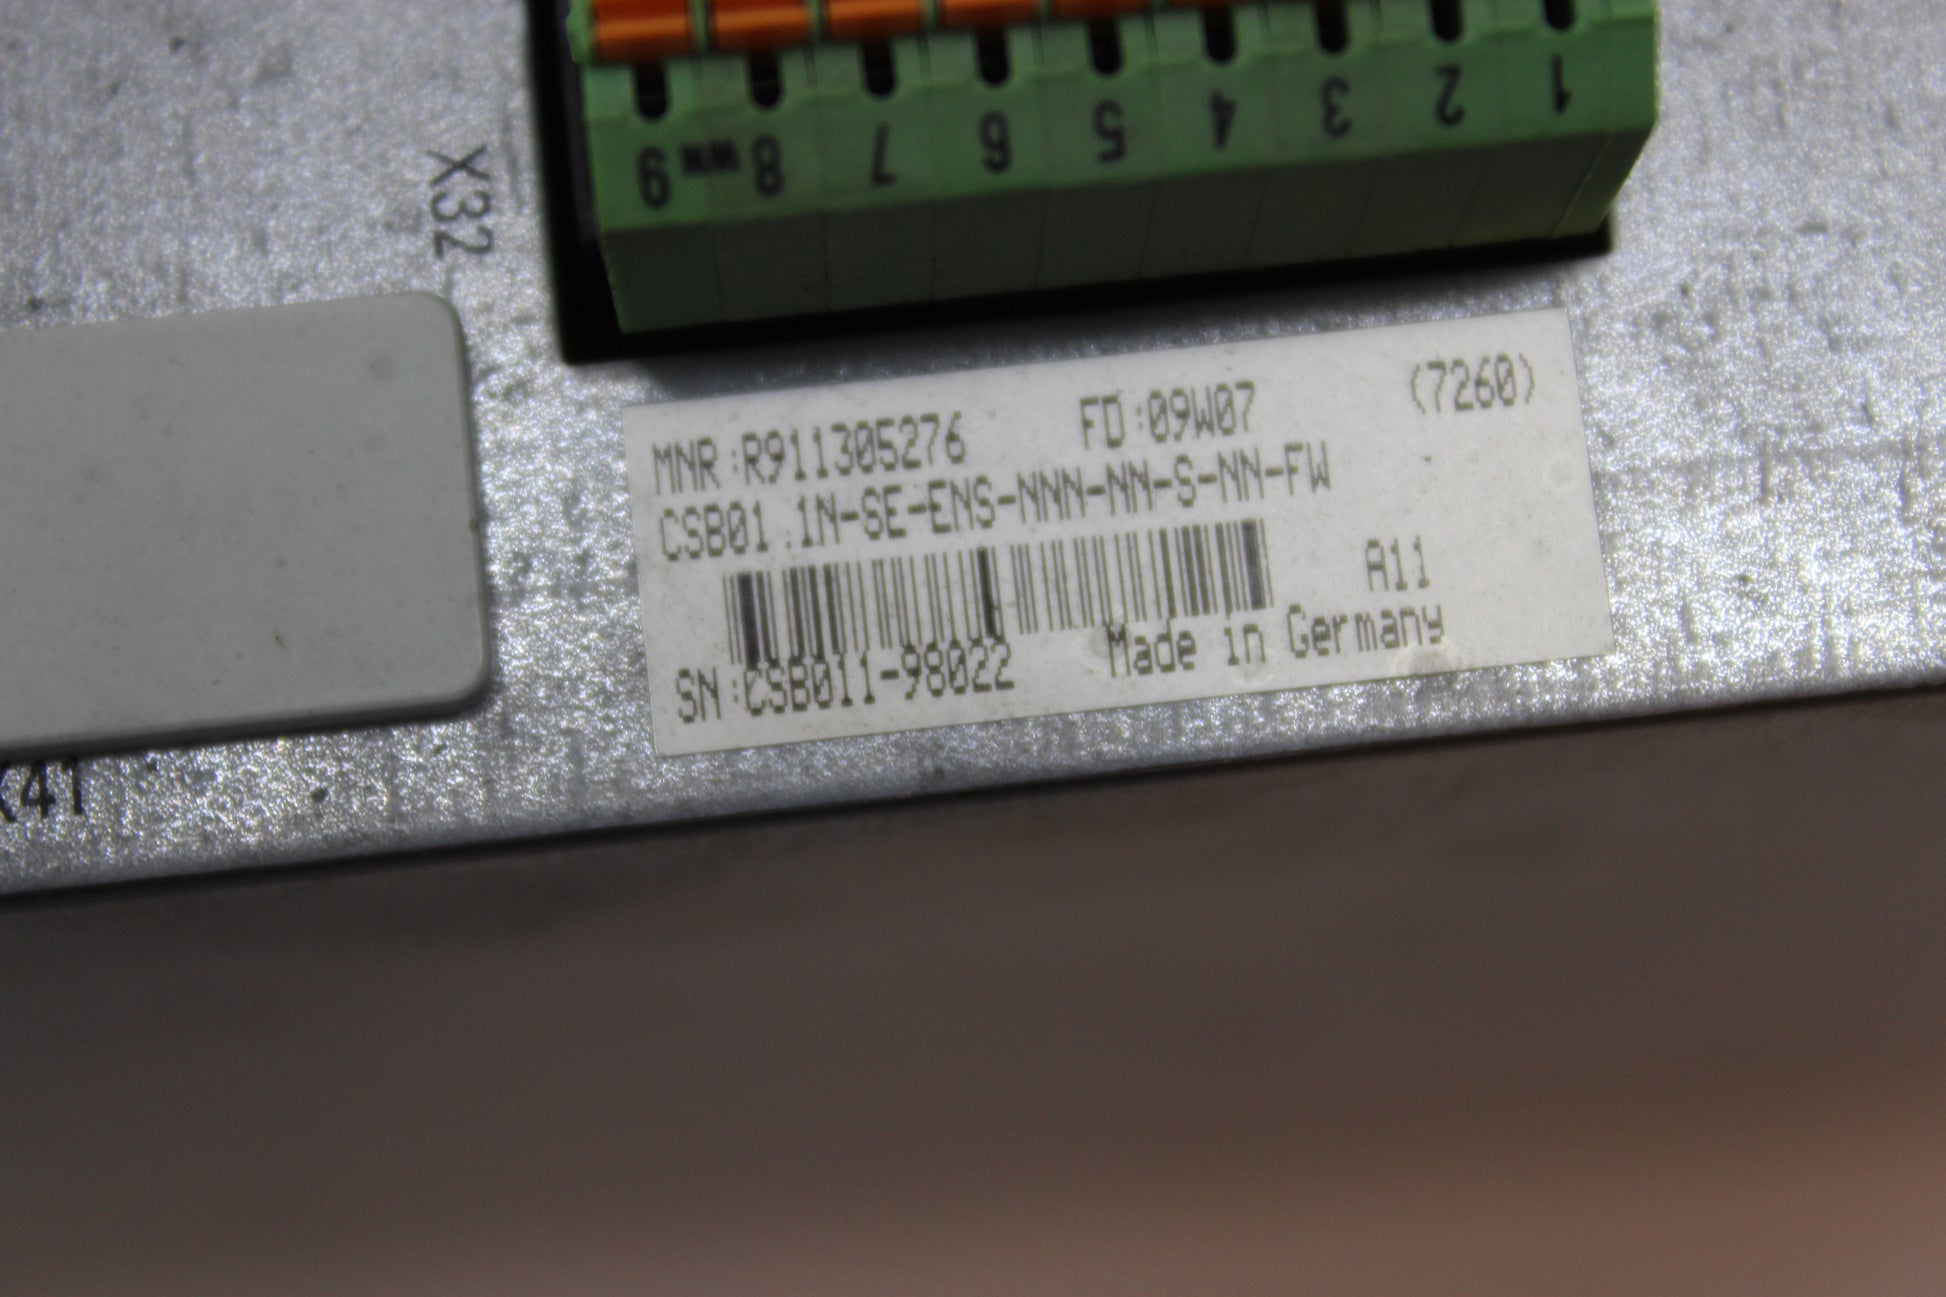 9 WW 8 7 6 5 4 3 2 1
X32
MNR:R911305276 FD:09W07 (7260)
CSB01.1N-SE-ENS-NNN-NN-S-NN-FW
A11
SN:CSB011-98022 Made in Germany
X41